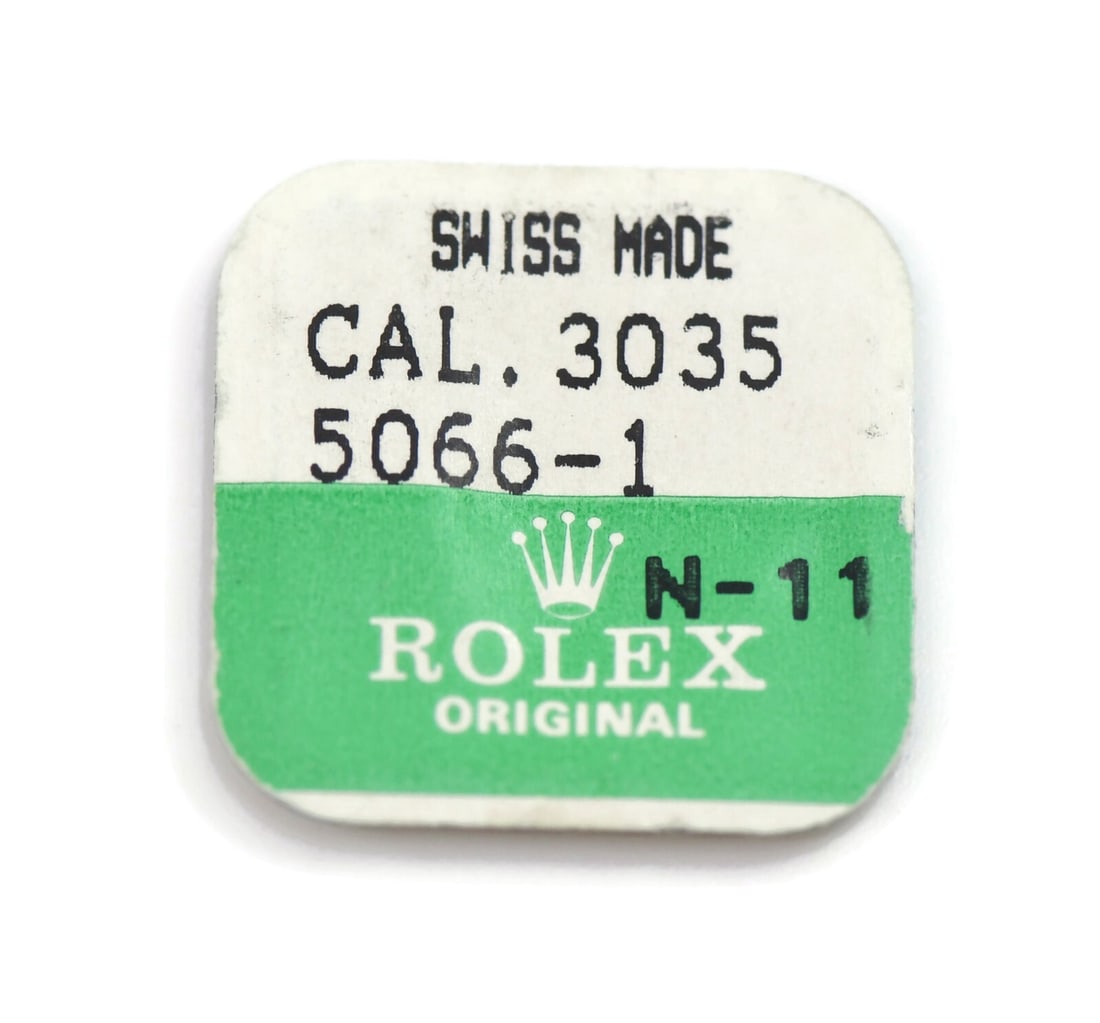 SWISS MADE
CAL. 3035
5066-1
N-11
ROLEX
ORIGINAL